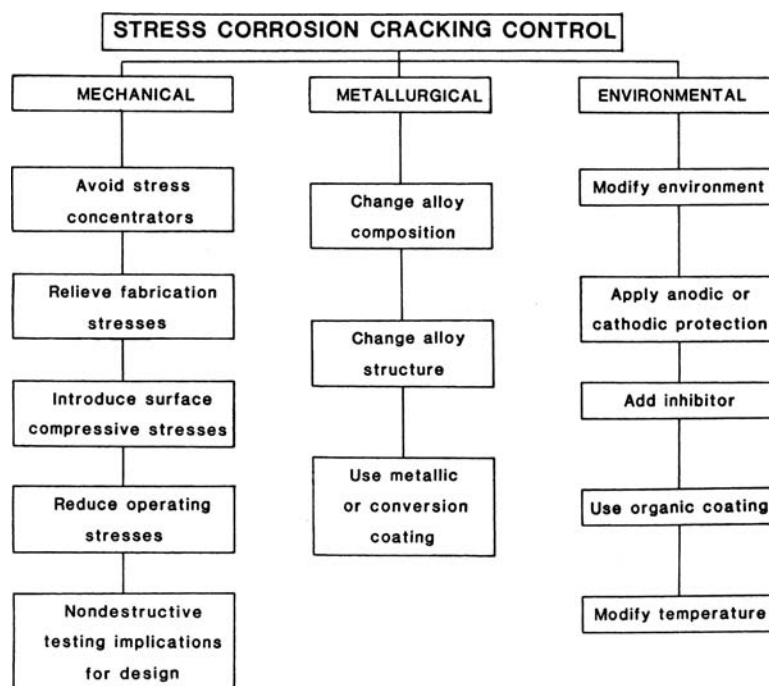 STRESS CORROSION CRACKING CONTROL
MECHANICAL
Avoid stress
concentrators
Relieve fabrication
stresses
Introduce surface
compressive stresses
Reduce operating
stresses
Nondestructive
testing implications
for design
METALLURGICAL
Change alloy
composition
Change alloy
structure
Use metallic
or conversion
coating
ENVIRONMENTAL
Modify environment
Apply anodic or
cathodic protection
Add inhibitor
Use organic coating
Modify temperature